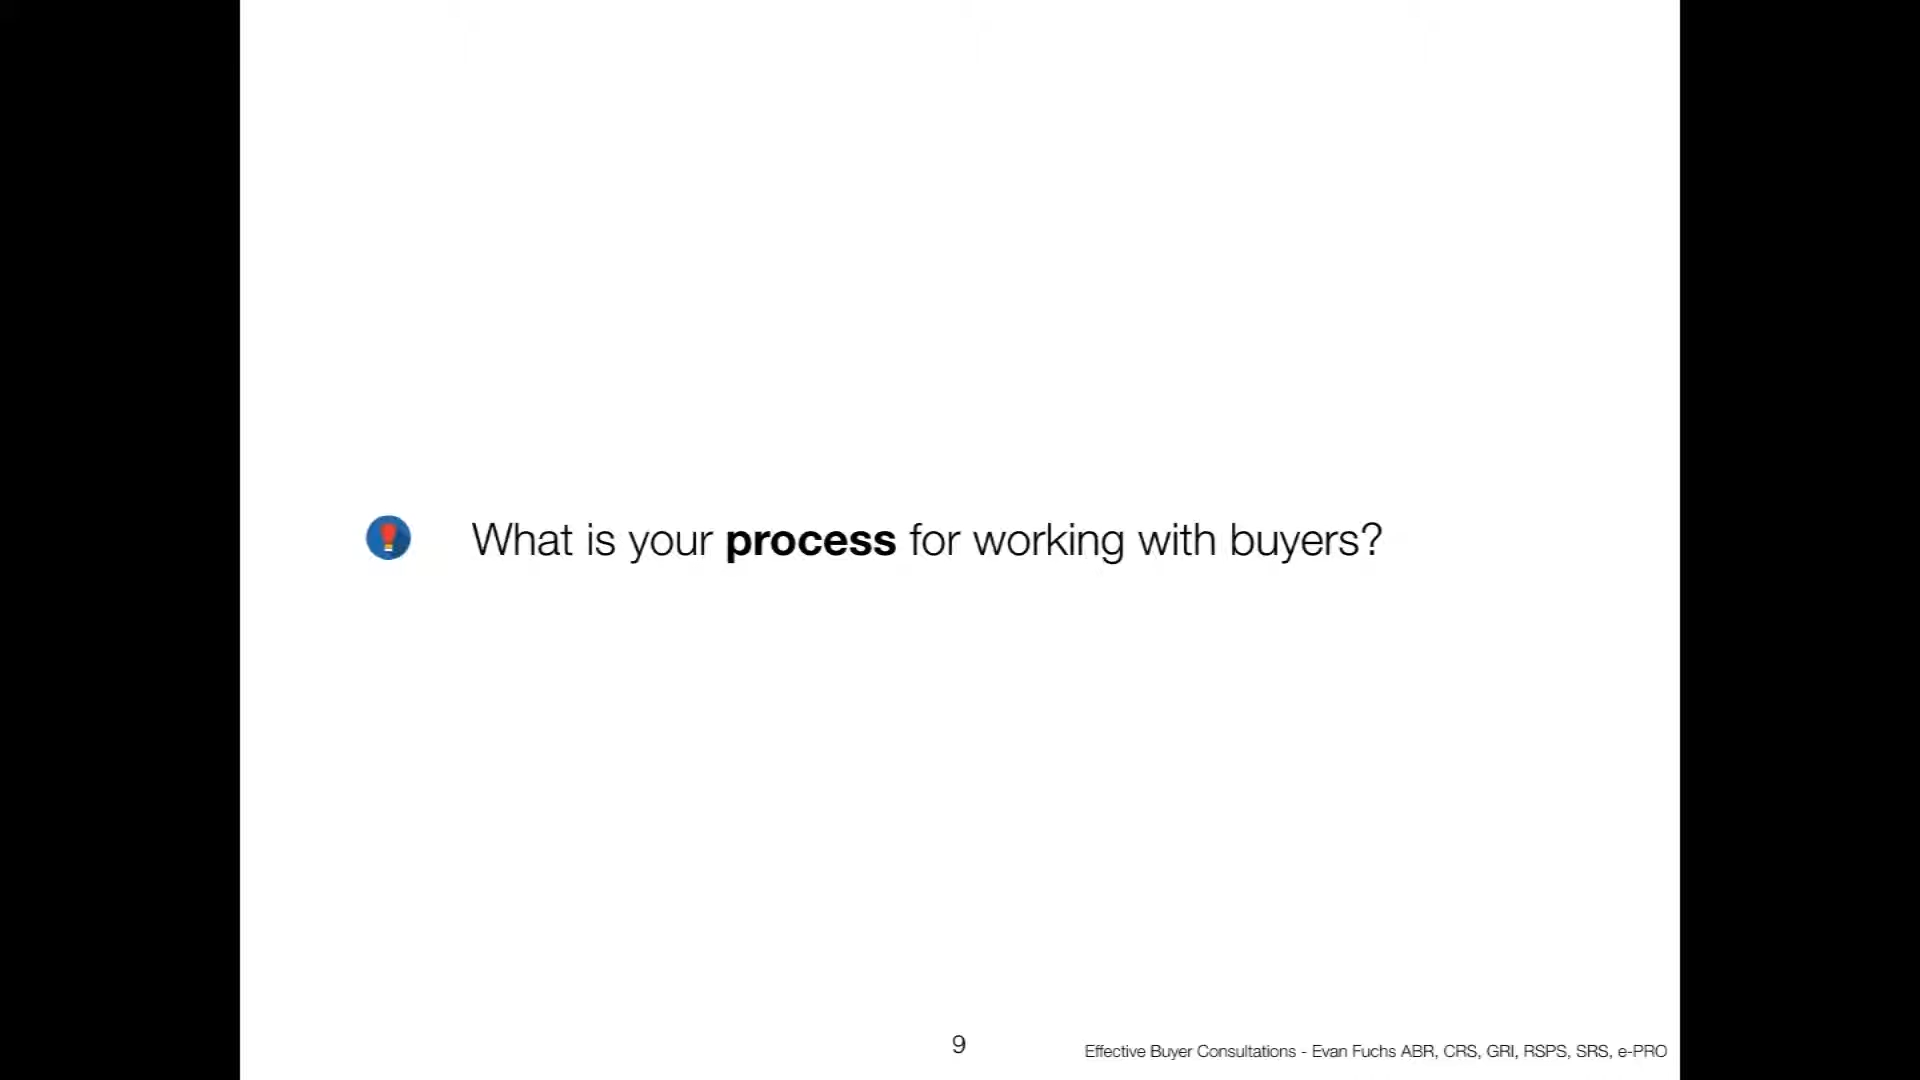 What is your process for working with buyers?
9
Effective Buyer Consultations - Evan Fuchs ABR, CRS, GRI, RSPS, SRS, e-PRO